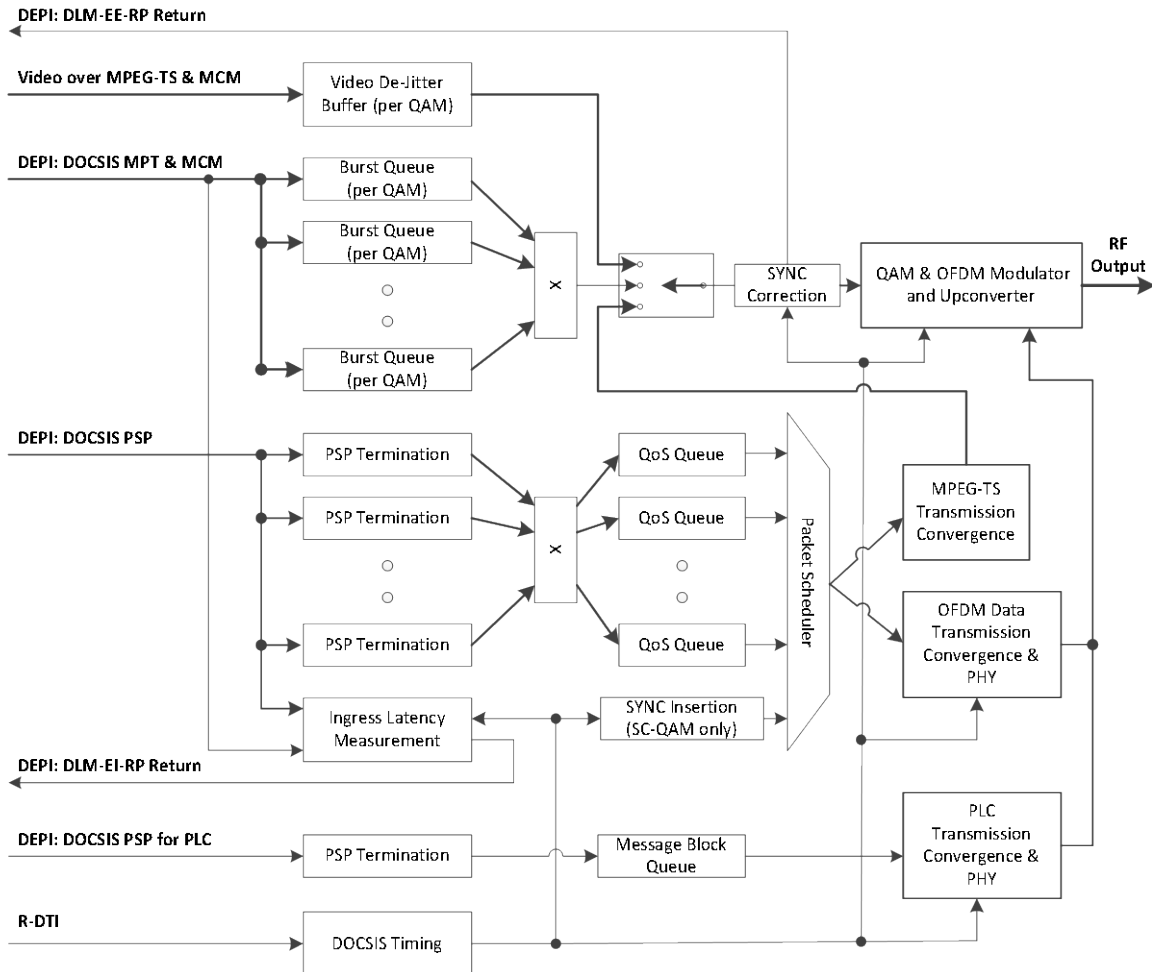 DEPI: DLM-EE-RP Return
Video over MPEG-TS & MCM
Video De-Jitter
Buffer (per QAM)
DEPI: DOCSIS MPT & MCM
Burst Queue
(per QAM)
Burst Queue
(per QAM)
Burst Queue
(per QAM)
X
SYNC
Correction
QAM & OFDM Modulator
and Upconverter
RF
Output
DEPI: DOCSIS PSP
PSP Termination
PSP Termination
PSP Termination
X
QoS Queue
QoS Queue
QoS Queue
Packet Scheduler
MPEG-TS
Transmission
Convergence
OFDM Data
Transmission
Convergence &
PHY
Ingress Latency
Measurement
SYNC Insertion
(SC-QAM only)
DEPI: DLM-EI-RP Return
DEPI: DOCSIS PSP for PLC
PSP Termination
Message Block
Queue
PLC
Transmission
Convergence &
PHY
R-DTI
DOCSIS Timing